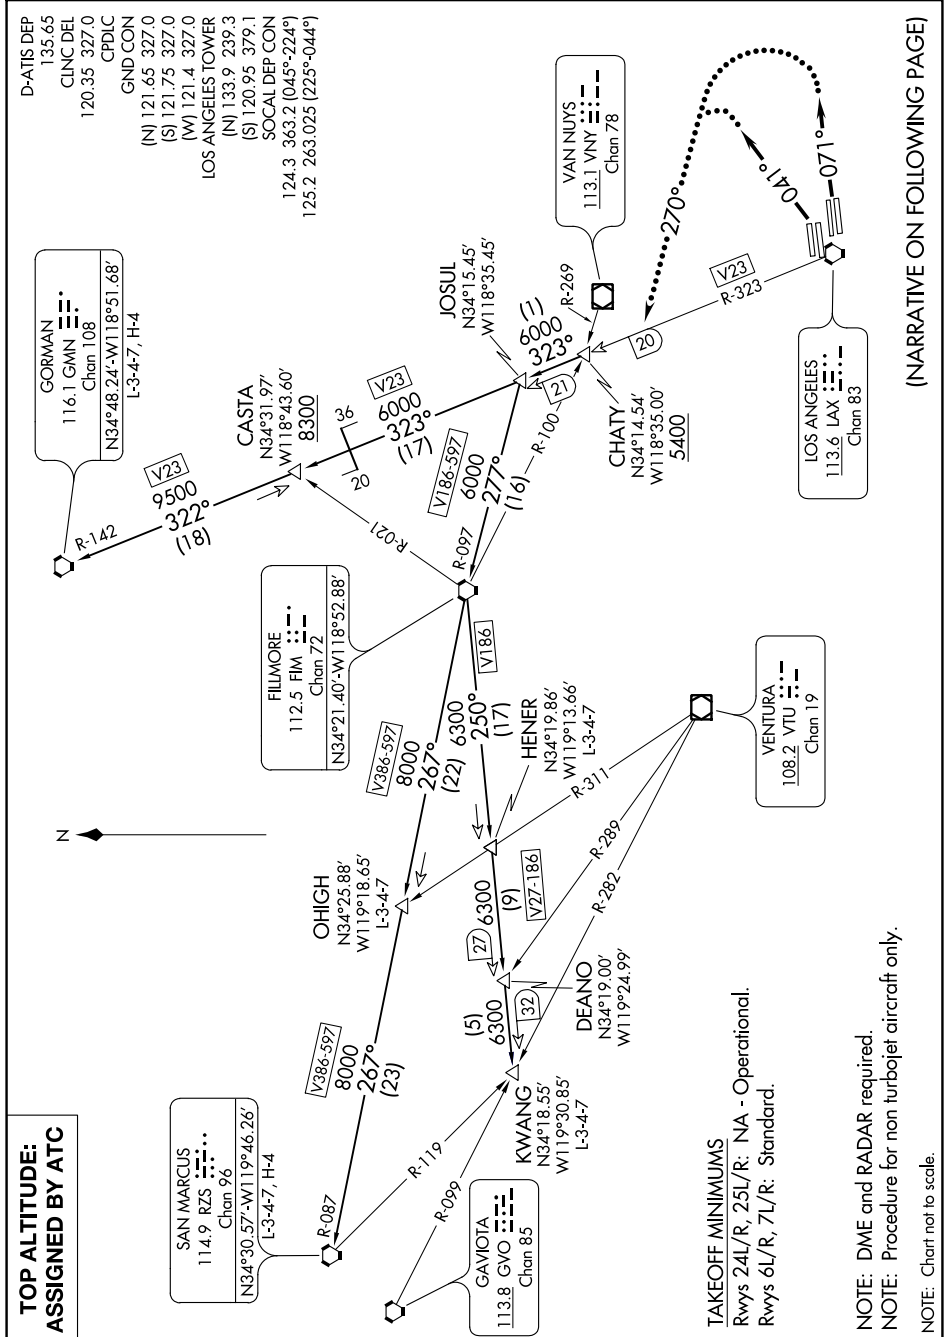 TOP ALTITUDE:
ASSIGNED BY ATC
D-ATIS DEP
135.65
CLNC DEL
120.35 327.0
CPDLC
GND CON
(N) 121.65 327.0
(S) 121.75 327.0
(W) 121.4 327.0
LOS ANGELES TOWER
(N) 133.9 239.3
(S) 120.95 379.1
SOCAL DEP CON
124.3 363.2 (045°-224°)
125.2 263.025 (225°-044°)
GORMAN
116.1 GMN
Chan 108
N34°48.24′-W118°51.68′
L-3-4-7, H-4
R-142
V23
9500
322°
(18)
CASTA
N34°31.97′
W118°43.60′
8300
V23
6000
323°
(17)
36
20
R-021
JOSUL
N34°15.45′
W118°35.45′
(1)
6000
323°
21
R-100
VAN NUYS
113.1 VNY
Chan 78
R-269
CHATY
N34°14.54′
W118°35.00′
5400
20
V23
R-323
270°
041°
071°
LOS ANGELES
113.6 LAX
Chan 83
V186-597
6000
277°
(16)
R-097
FILLMORE
112.5 FIM
Chan 72
N34°21.40′-W118°52.88′
V186
6300
250°
(17)
V386-597
8000
267°
(22)
HENER
N34°19.86′
W119°13.66′
L-3-4-7
OHIGH
N34°25.88′
W119°18.65′
L-3-4-7
N
VENTURA
108.2 VTU
Chan 19
R-311
R-289
R-282
6300
(9)
V27-186
27
DEANO
N34°19.00′
W119°24.99′
(5)
6300
32
KWANG
N34°18.55′
W119°30.85′
L-3-4-7
V386-597
8000
267°
(23)
R-087
SAN MARCUS
114.9 RZS
Chan 96
N34°30.57′-W119°46.26′
L-3-4-7, H-4
R-119
R-099
GAVIOTA
113.8 GVO
Chan 85
TAKEOFF MINIMUMS
Rwys 24L/R, 25L/R: NA - Operational.
Rwys 6L/R, 7L/R: Standard.
NOTE: DME and RADAR required.
NOTE: Procedure for non turbojet aircraft only.
NOTE: Chart not to scale.
(NARRATIVE ON FOLLOWING PAGE)